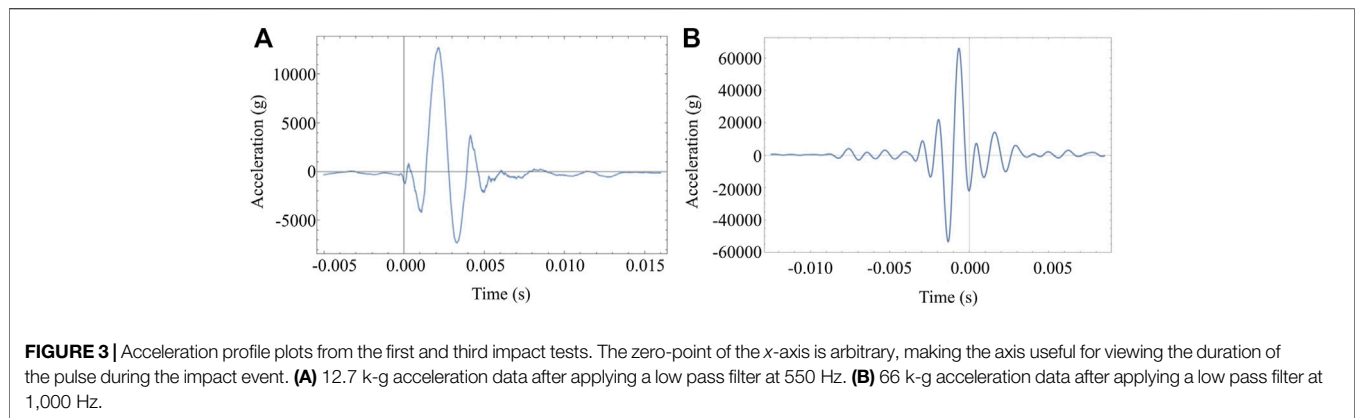 A
10000
5000
0
-5000
Acceleration (g)
-0.005
0.000
0.005
0.010
0.015
Time (s)
B
60000
40000
20000
0
-20000
-40000
-60000
Acceleration (g)
-0.010
-0.005
0.000
0.005
Time (s)
FIGURE 3 | Acceleration profile plots from the first and third impact tests. The zero-point of the x-axis is arbitrary, making the axis useful for viewing the duration of
the pulse during the impact event. (A) 12.7 k-g acceleration data after applying a low pass filter at 550 Hz. (B) 66 k-g acceleration data after applying a low pass filter at
1,000 Hz.